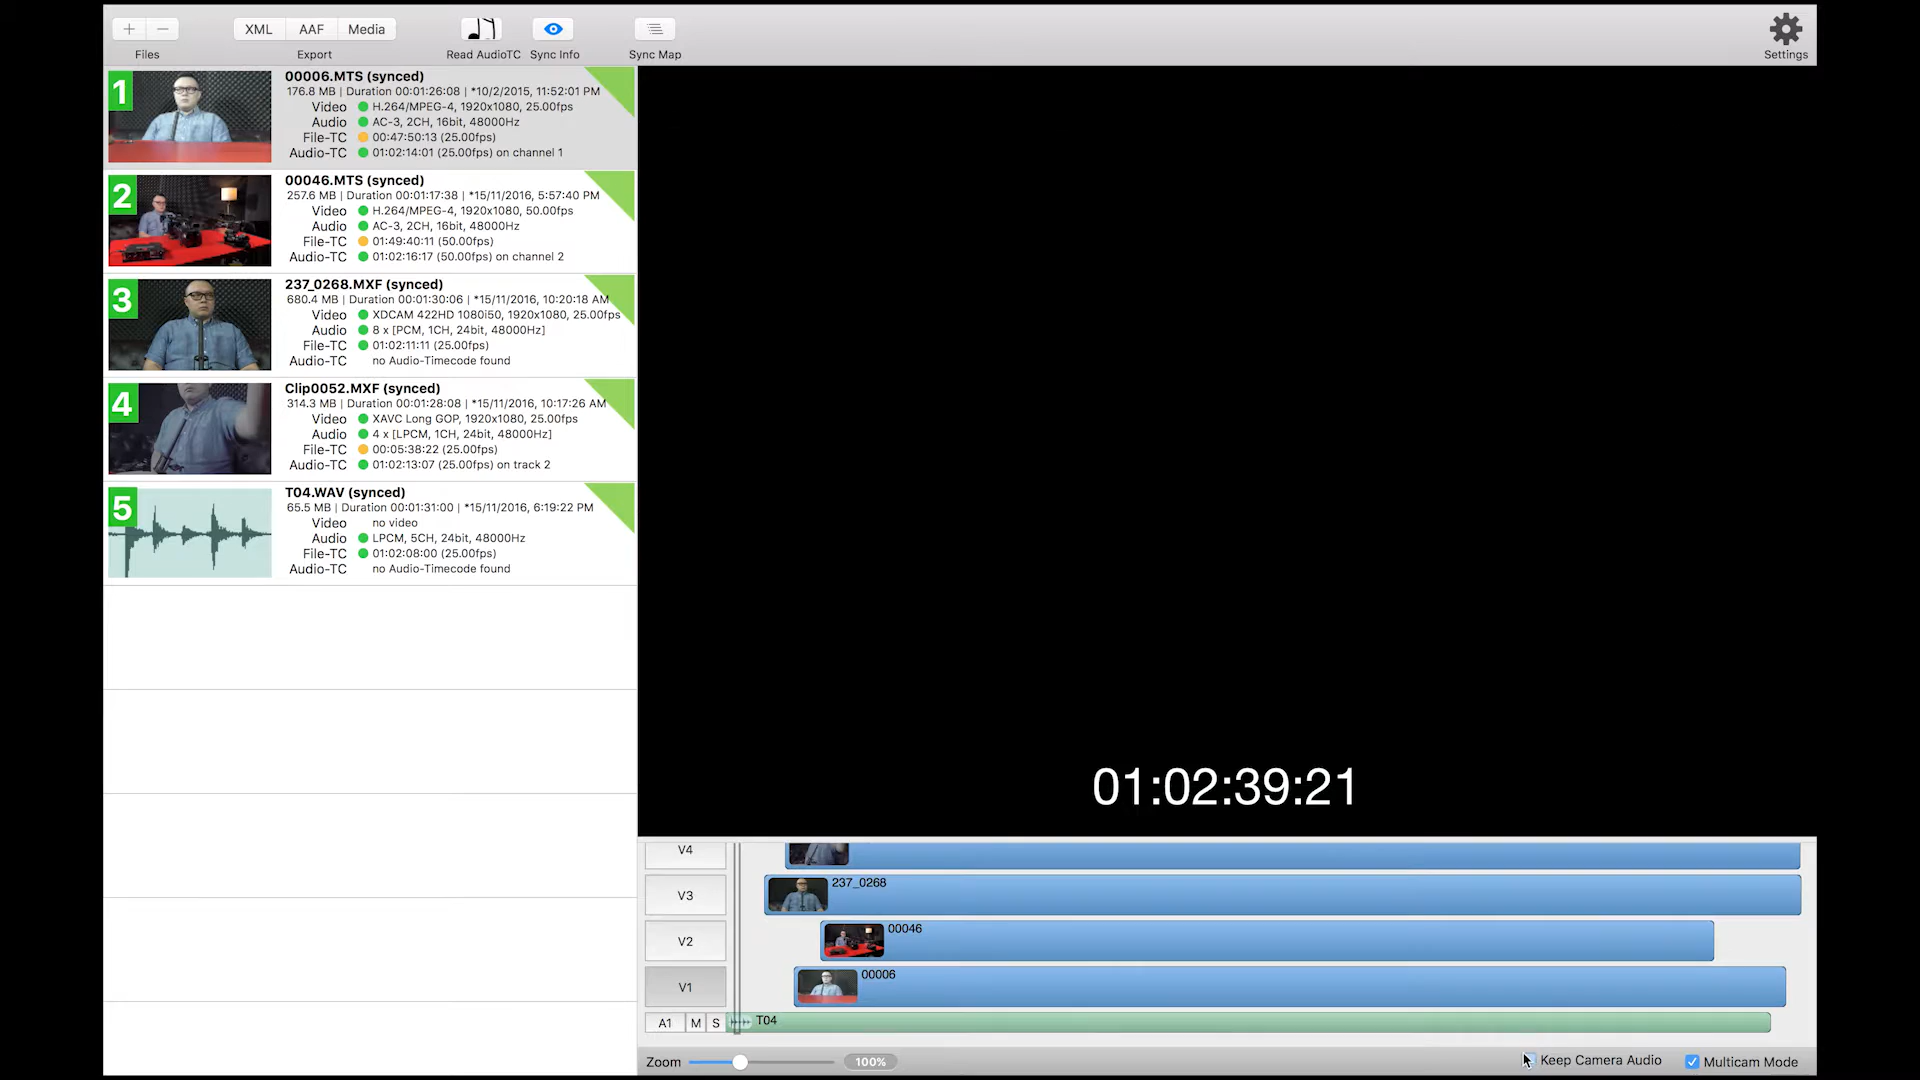 XML AAF Media
Files Export Read AudioTC Sync Info Sync Map Settings
1
00006.MTS (synced)
176.8 MB | Duration 00:01:26:08 | *10/2/2015, 11:52:01 PM
Video H.264/MPEG-4, 1920x1080, 25.00fps
Audio AC-3, 2CH, 16bit, 48000Hz
File-TC 00:47:50:13 (25.00fps)
Audio-TC 01:02:14:01 (25.00fps) on channel 1
2
00046.MTS (synced)
257.6 MB | Duration 00:01:17:38 | *15/11/2016, 5:57:40 PM
Video H.264/MPEG-4, 1920x1080, 50.00fps
Audio AC-3, 2CH, 16bit, 48000Hz
File-TC 01:49:40:11 (50.00fps)
Audio-TC 01:02:16:17 (50.00fps) on channel 2
3
237_0268.MXF (synced)
680.4 MB | Duration 00:01:30:06 | *15/11/2016, 10:20:18 AM
Video XDCAM 422HD 1080i50, 1920x1080, 25.00fps
Audio 8 x [PCM, 1CH, 24bit, 48000Hz]
File-TC 01:02:11:11 (25.00fps)
Audio-TC no Audio-Timecode found
4
Clip0052.MXF (synced)
314.3 MB | Duration 00:01:28:08 | *15/11/2016, 10:17:26 AM
Video XAVC Long GOP, 1920x1080, 25.00fps
Audio 4 x [LPCM, 1CH, 24bit, 48000Hz]
File-TC 00:05:38:22 (25.00fps)
Audio-TC 01:02:13:07 (25.00fps) on track 2
5
T04.WAV (synced)
65.5 MB | Duration 00:01:31:00 | *15/11/2016, 6:19:22 PM
Video no video
Audio LPCM, 5CH, 24bit, 48000Hz
File-TC 01:02:08:00 (25.00fps)
Audio-TC no Audio-Timecode found
01:02:39:21
V4
V3 237_0268
V2 00046
V1 00006
A1 M S T04
Zoom 100% Keep Camera Audio Multicam Mode